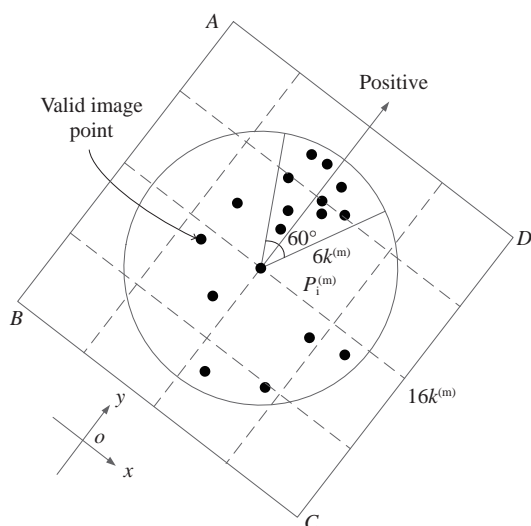 A
Positive
Valid image
point
60°
6k^(m)
P_i^(m)
D
B
16k^(m)
y
o
x
C